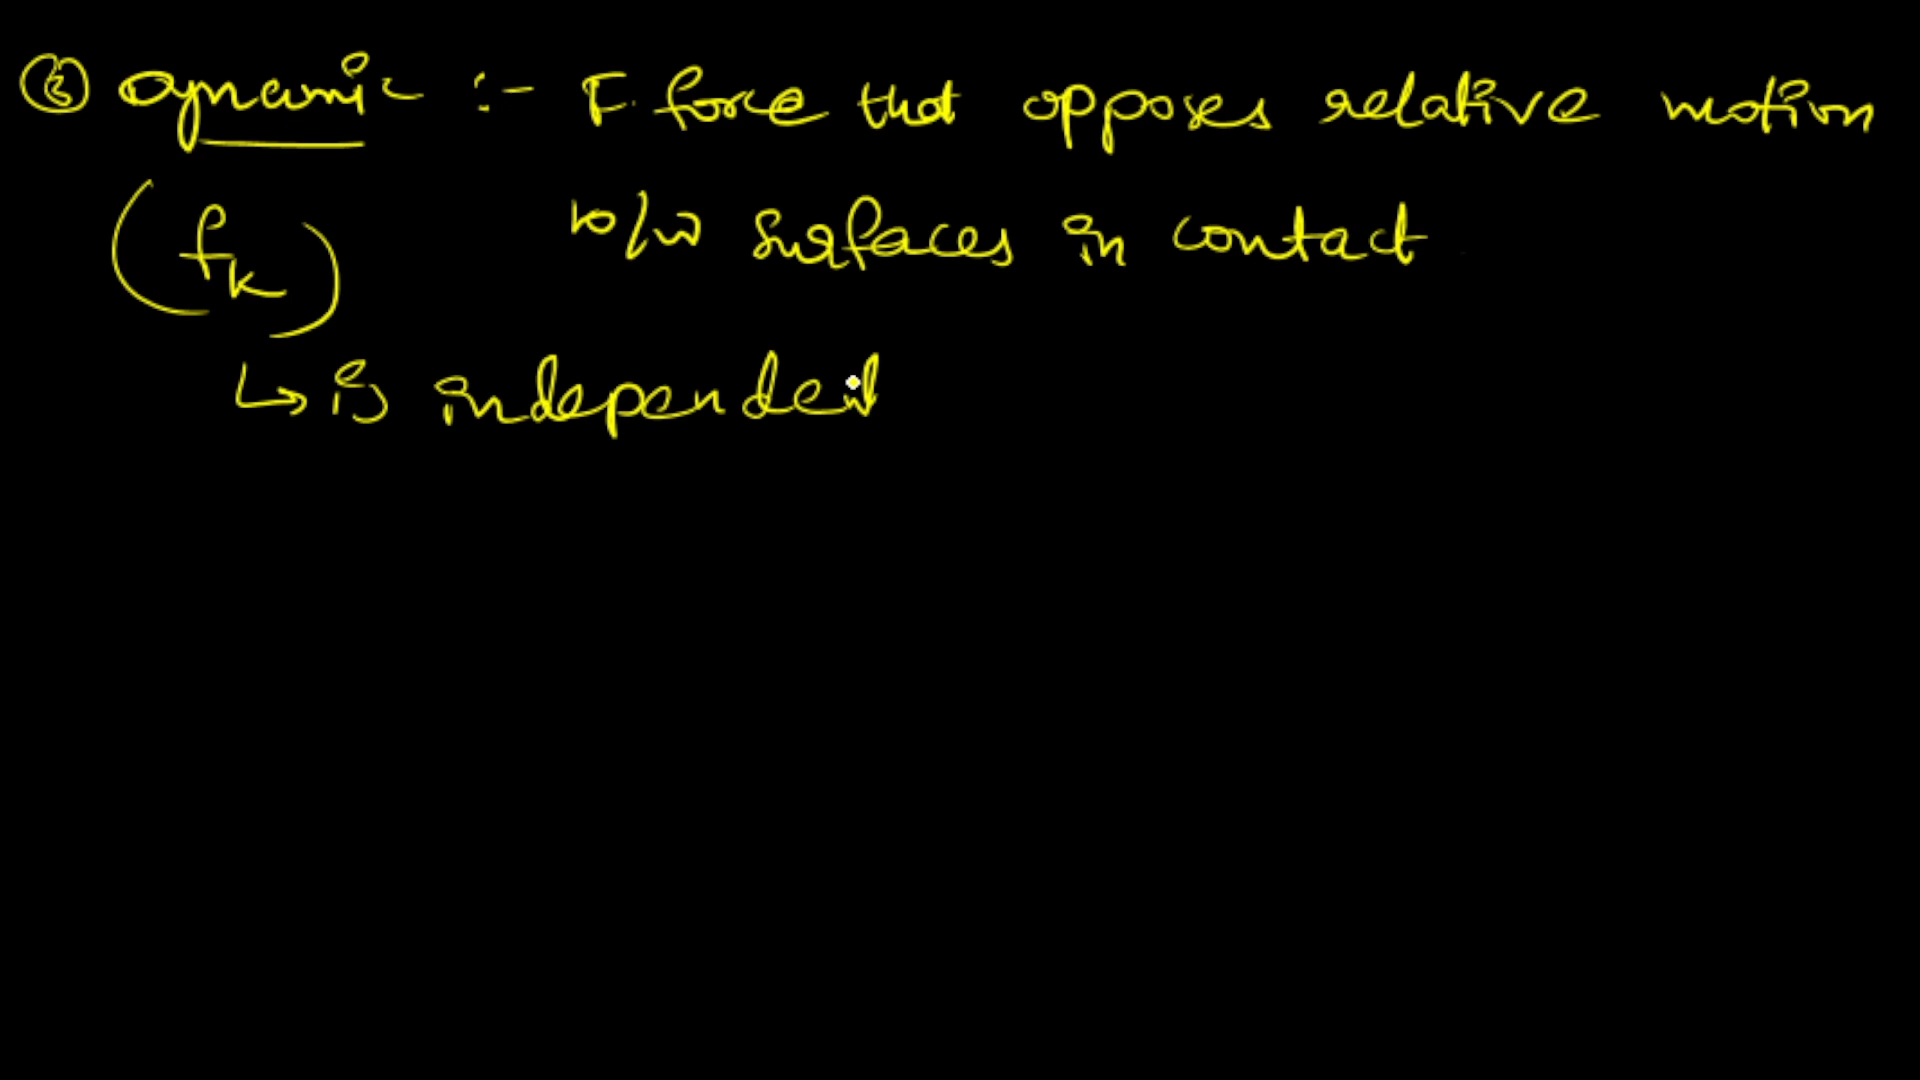 ③ Dynamic :- F. force that opposes relative motion
(fk) b/w surfaces in contact
↳ is independent